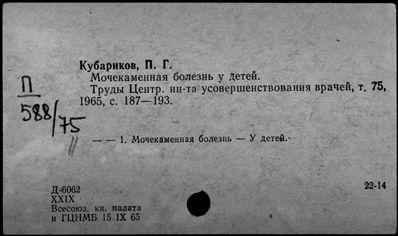 Кубариков, П. Г.
Мочекаменная болезнь у детей.
Труды Центр. ин-та усовершенствования врачей, т. 75,
1965, с. 187—193.
П
588/75
— — 1. Мочекаменная болезнь — У детей.
Д-6062
XXIX
Всесоюз. кн. палата
и ГЦНМБ 15 IX 65
22-14